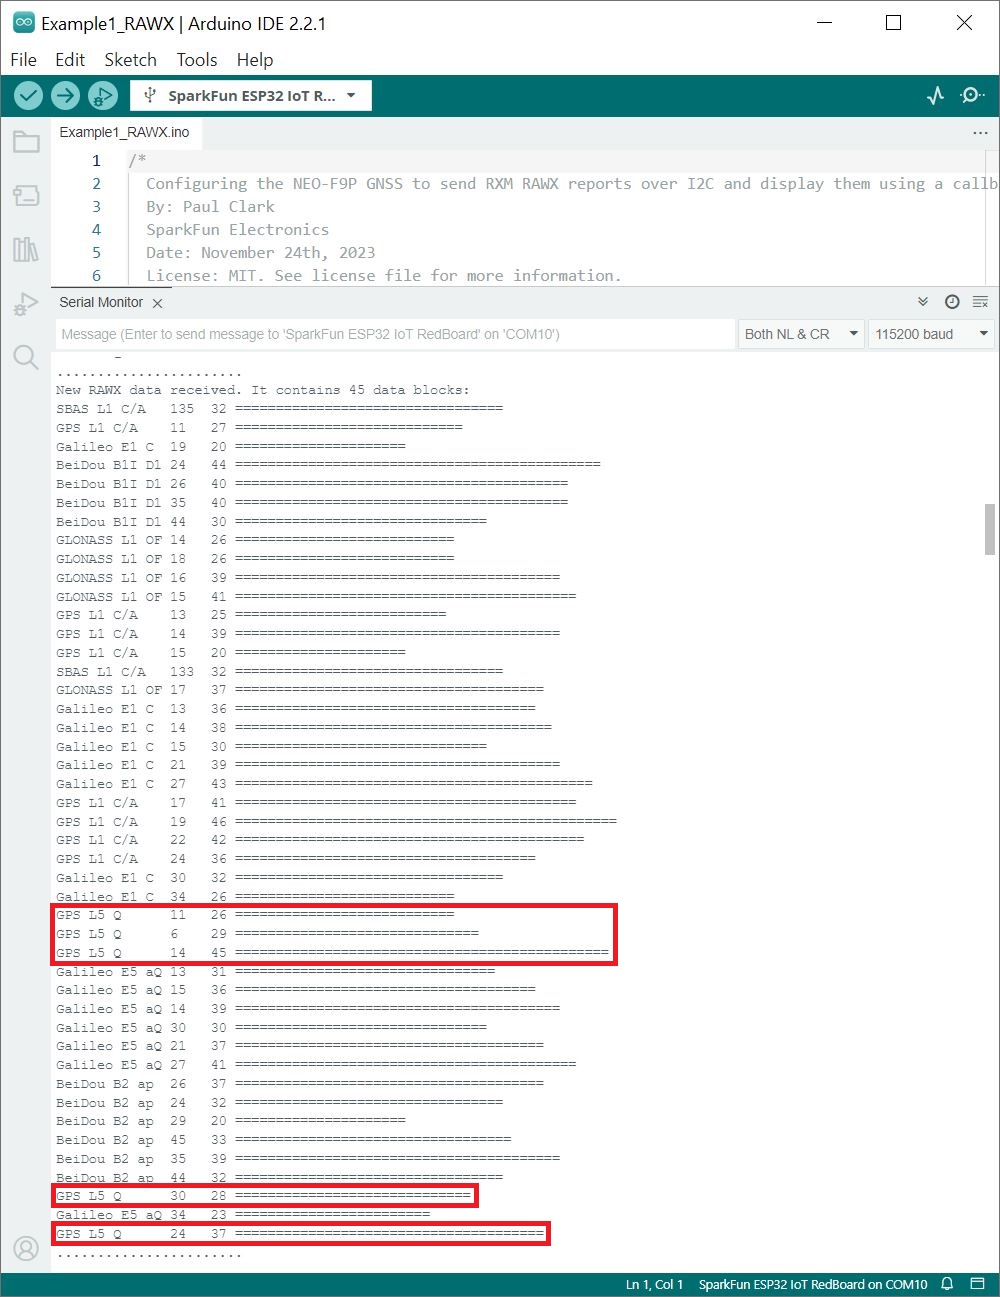 Example1_RAWX | Arduino IDE 2.2.1
File Edit Sketch Tools Help
SparkFun ESP32 IoT R...
Example1_RAWX.ino
1 /*
2 Configuring the NEO-F9P GNSS to send RXM RAWX reports over I2C and display them using a callb
3 By: Paul Clark
4 SparkFun Electronics
5 Date: November 24th, 2023
6 License: MIT. See license file for more information.
Serial Monitor
Message (Enter to send message to 'SparkFun ESP32 IoT RedBoard' on 'COM10') Both NL & CR 115200 baud
.......................
New RAWX data received. It contains 45 data blocks:
SBAS L1 C/A 135 32 =================================
GPS L1 C/A 11 27 ============================
Galileo E1 C 19 20 =====================
BeiDou B1I D1 24 44 =============================================
BeiDou B1I D1 26 40 =========================================
BeiDou B1I D1 35 40 =========================================
BeiDou B1I D1 44 30 ===============================
GLONASS L1 OF 14 26 ===========================
GLONASS L1 OF 18 26 ===========================
GLONASS L1 OF 16 39 ========================================
GLONASS L1 OF 15 41 ==========================================
GPS L1 C/A 13 25 ==========================
GPS L1 C/A 14 39 ========================================
GPS L1 C/A 15 20 =====================
SBAS L1 C/A 133 32 =================================
GLONASS L1 OF 17 37 ======================================
Galileo E1 C 13 36 =====================================
Galileo E1 C 14 38 =======================================
Galileo E1 C 15 30 ===============================
Galileo E1 C 21 39 ========================================
Galileo E1 C 27 43 ============================================
GPS L1 C/A 17 41 ==========================================
GPS L1 C/A 19 46 ===============================================
GPS L1 C/A 22 42 ===========================================
GPS L1 C/A 24 36 =====================================
Galileo E1 C 30 32 =================================
Galileo E1 C 34 26 ===========================
GPS L5 Q 11 26 ===========================
GPS L5 Q 6 29 ==============================
GPS L5 Q 14 45 ==============================================
Galileo E5 aQ 13 31 ================================
Galileo E5 aQ 15 36 =====================================
Galileo E5 aQ 14 39 ========================================
Galileo E5 aQ 30 30 ===============================
Galileo E5 aQ 21 37 ======================================
Galileo E5 aQ 27 41 ==========================================
BeiDou B2 ap 26 37 ======================================
BeiDou B2 ap 24 32 =================================
BeiDou B2 ap 29 20 =====================
BeiDou B2 ap 45 33 ==================================
BeiDou B2 ap 35 39 ========================================
BeiDou B2 ap 44 32 =================================
GPS L5 Q 30 28 =============================
Galileo E5 aQ 34 23 ========================
GPS L5 Q 24 37 ======================================
.......................
Ln 1, Col 1 SparkFun ESP32 IoT RedBoard on COM10